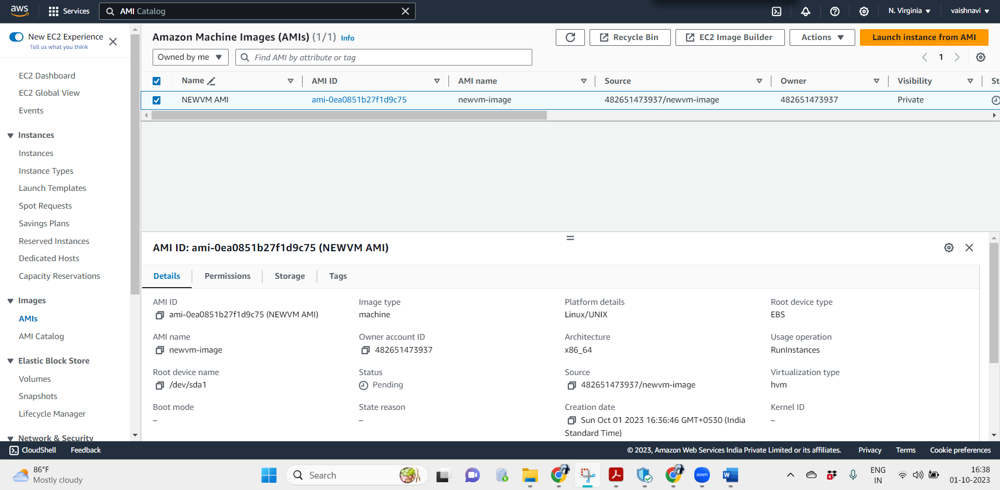 aws
Services
AMI Catalog
N. Virginia
vaishnavi
New EC2 Experience
Tell us what you think
EC2 Dashboard
EC2 Global View
Events
Instances
Instances
Instance Types
Launch Templates
Spot Requests
Savings Plans
Reserved Instances
Dedicated Hosts
Capacity Reservations
Images
AMIs
AMI Catalog
Elastic Block Store
Volumes
Snapshots
Lifecycle Manager
Network & Security
Amazon Machine Images (AMIs) (1/1) Info
Recycle Bin
EC2 Image Builder
Actions
Launch instance from AMI
Owned by me
Find AMI by attribute or tag
1
Name AMI ID AMI name Source Owner Visibility St
NEWVM AMI ami-0ea0851b27f1d9c75 newvm-image 482651473937/newvm-image 482651473937 Private
AMI ID: ami-0ea0851b27f1d9c75 (NEWVM AMI)
Details Permissions Storage Tags
AMI ID Image type Platform details Root device type
ami-0ea0851b27f1d9c75 (NEWVM AMI) machine Linux/UNIX EBS
AMI name Owner account ID Architecture Usage operation
newvm-image 482651473937 x86_64 RunInstances
Root device name Status Source Virtualization type
/dev/sda1 Pending 482651473937/newvm-image hvm
Boot mode State reason Creation date Kernel ID
– – Sun Oct 01 2023 16:36:46 GMT+0530 (India –
Standard Time)
CloudShell Feedback © 2023, Amazon Web Services India Private Limited or its affiliates. Privacy Terms Cookie preferences
86°F
Mostly cloudy
Search
zoom
4
ENG
IN
16:38
01-10-2023